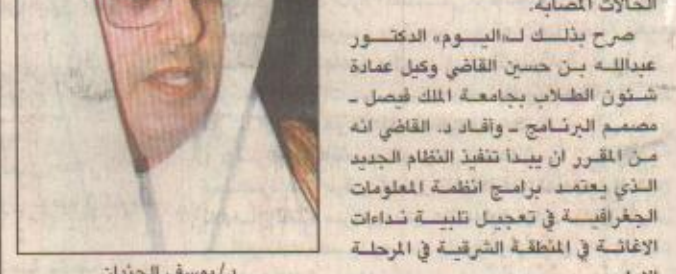 الحالات المصابة.
صرح بذلك لـ«اليوم» الدكتور
عبدالله بن حسين القاضي وكيل عمادة
شئون الطلاب بجامعة الملك فيصل ـ
مصمم البرنامج ـ وأفاد د. القاضي انه
من المقرر ان يبدأ تنفيذ النظام الجديد
الذي يعتمد برامج انظمة المعلومات
الجغرافية في تعجيل تلبية نداءات
الاغاثة في المنطقة الشرقية في المرحلة
د/يوسف الجندان